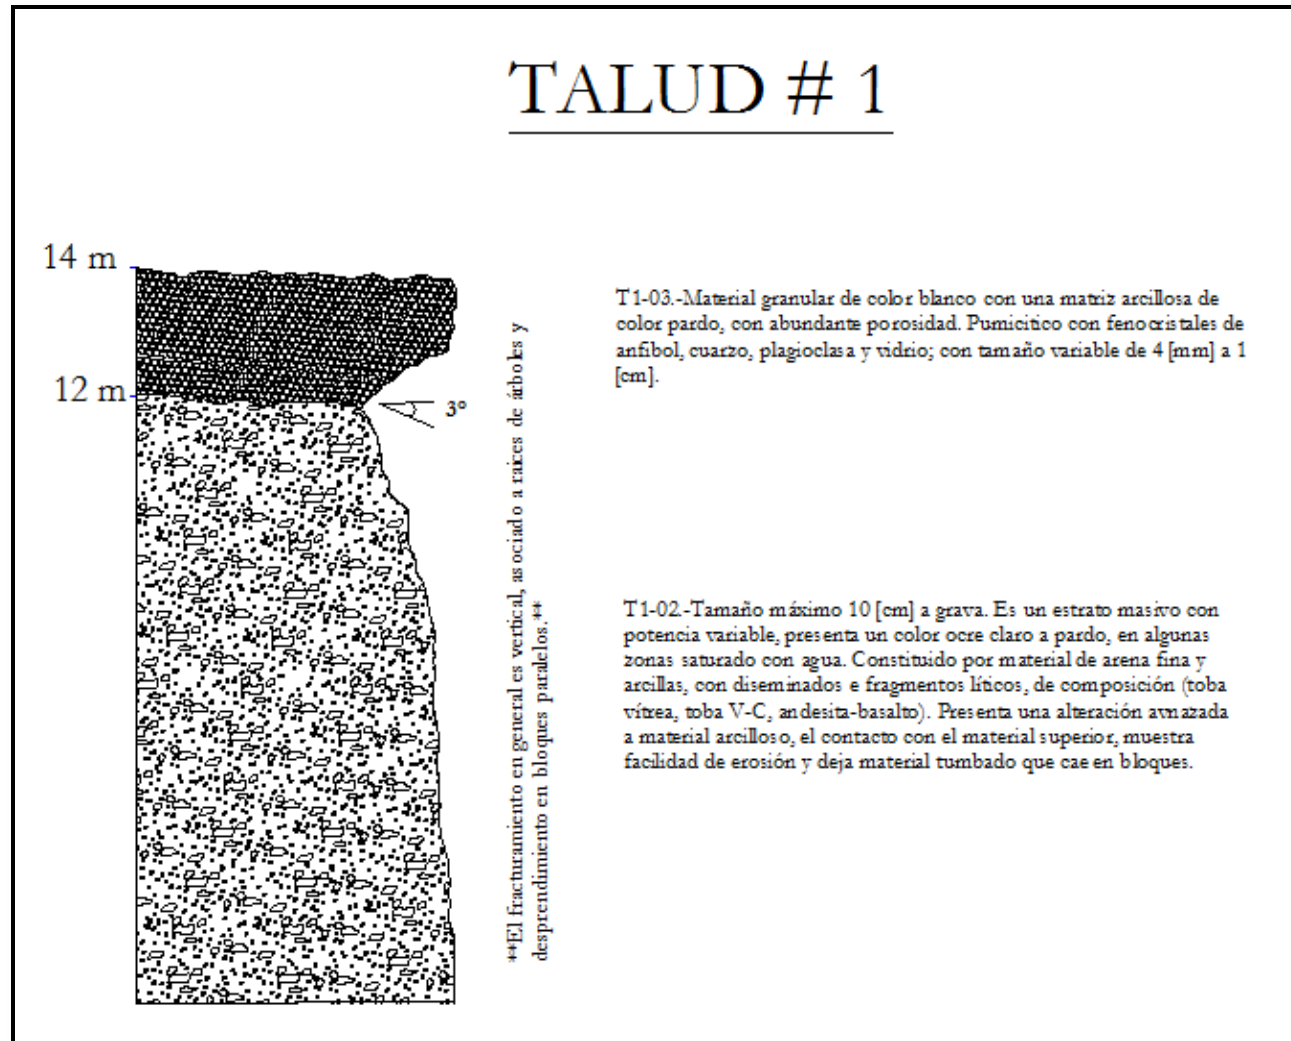 TALUD # 1
14 m
T1-03.-Material granular de color blanco con una matriz arcillosa de
color pardo, con abundante porosidad. Pumicitico con fenocristales de
anfibol, cuarzo, plagioclasa y vidrio; con tamaño variable de 4 [mm] a 1
[cm].
12 m
3°
**El fracturamiento en general es vertical, asociado a raices de árboles y
desprendimiento en bloques paralelos.**
T1-02.-Tamaño máximo 10 [cm] a grava. Es un estrato masivo con
potencia variable, presenta un color ocre claro a pardo, en algunas
zonas saturado con agua. Constituido por material de arena fina y
arcillas, con diseminados e fragmentos líticos, de composición (toba
vítrea, toba V-C, andesita-basalto). Presenta una alteración avnazada
a material arcilloso, el contacto con el material superior, muestra
facilidad de erosión y deja material tumbado que cae en bloques.